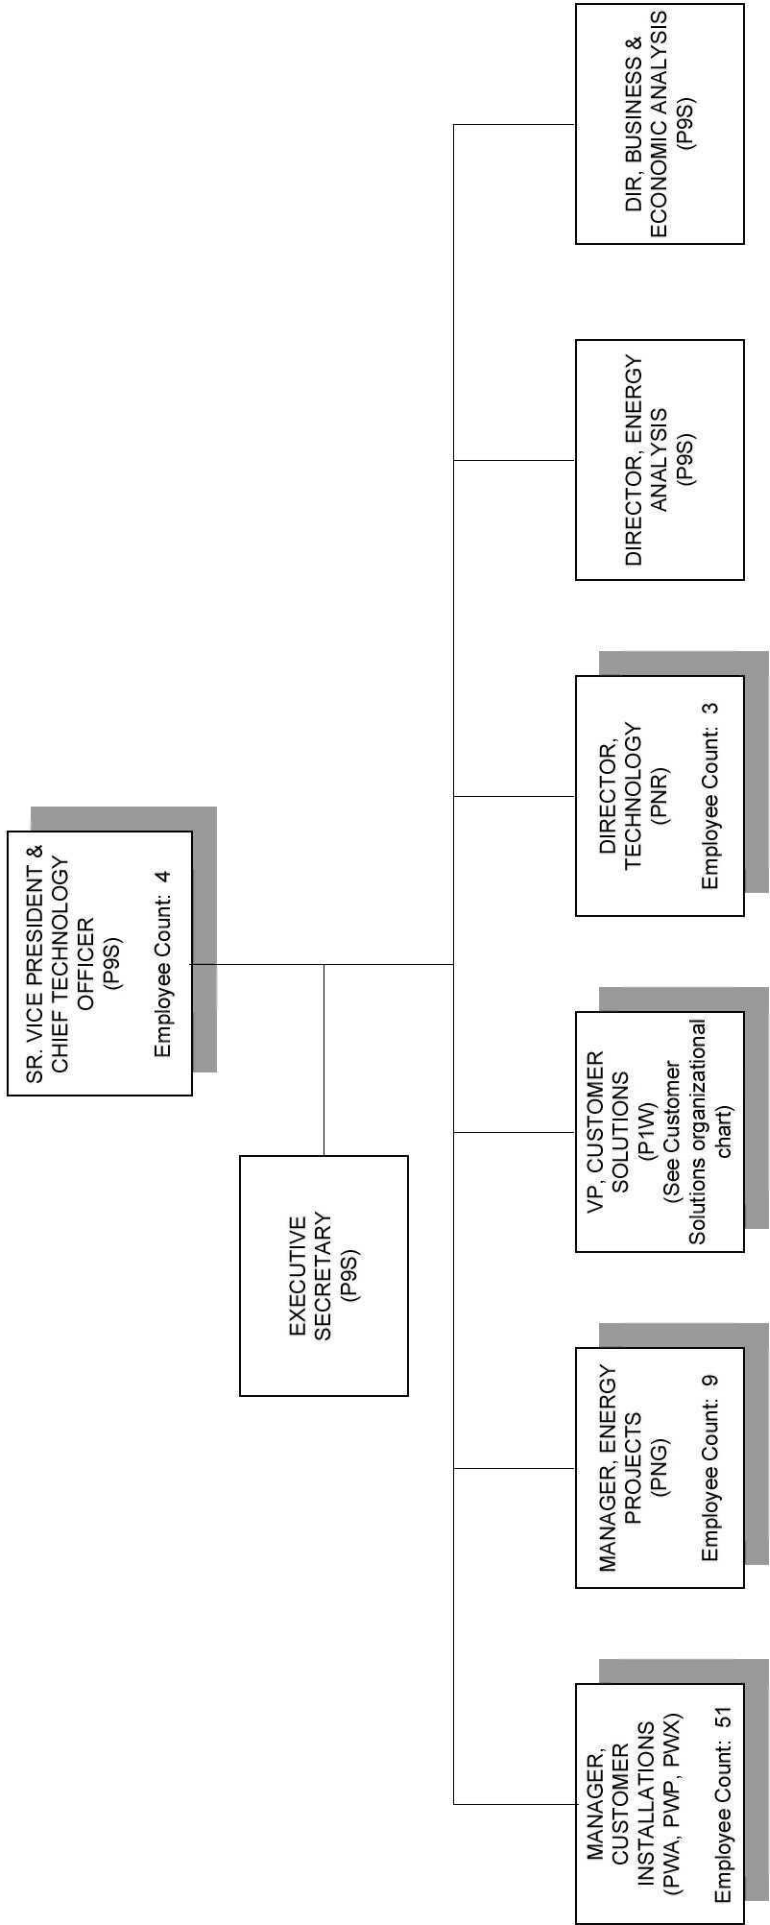 SR. VICE PRESIDENT &
CHIEF TECHNOLOGY
OFFICER
(P9S)
Employee Count: 4
EXECUTIVE
SECRETARY
(P9S)
MANAGER,
CUSTOMER
INSTALLATIONS
(PWA, PWP, PWX)
Employee Count: 51
MANAGER, ENERGY
PROJECTS
(PNG)
Employee Count: 9
VP, CUSTOMER
SOLUTIONS
(P1W)
(See Customer
Solutions organizational
chart)
DIRECTOR,
TECHNOLOGY
(PNR)
Employee Count: 3
DIRECTOR, ENERGY
ANALYSIS
(P9S)
DIR, BUSINESS &
ECONOMIC ANALYSIS
(P9S)